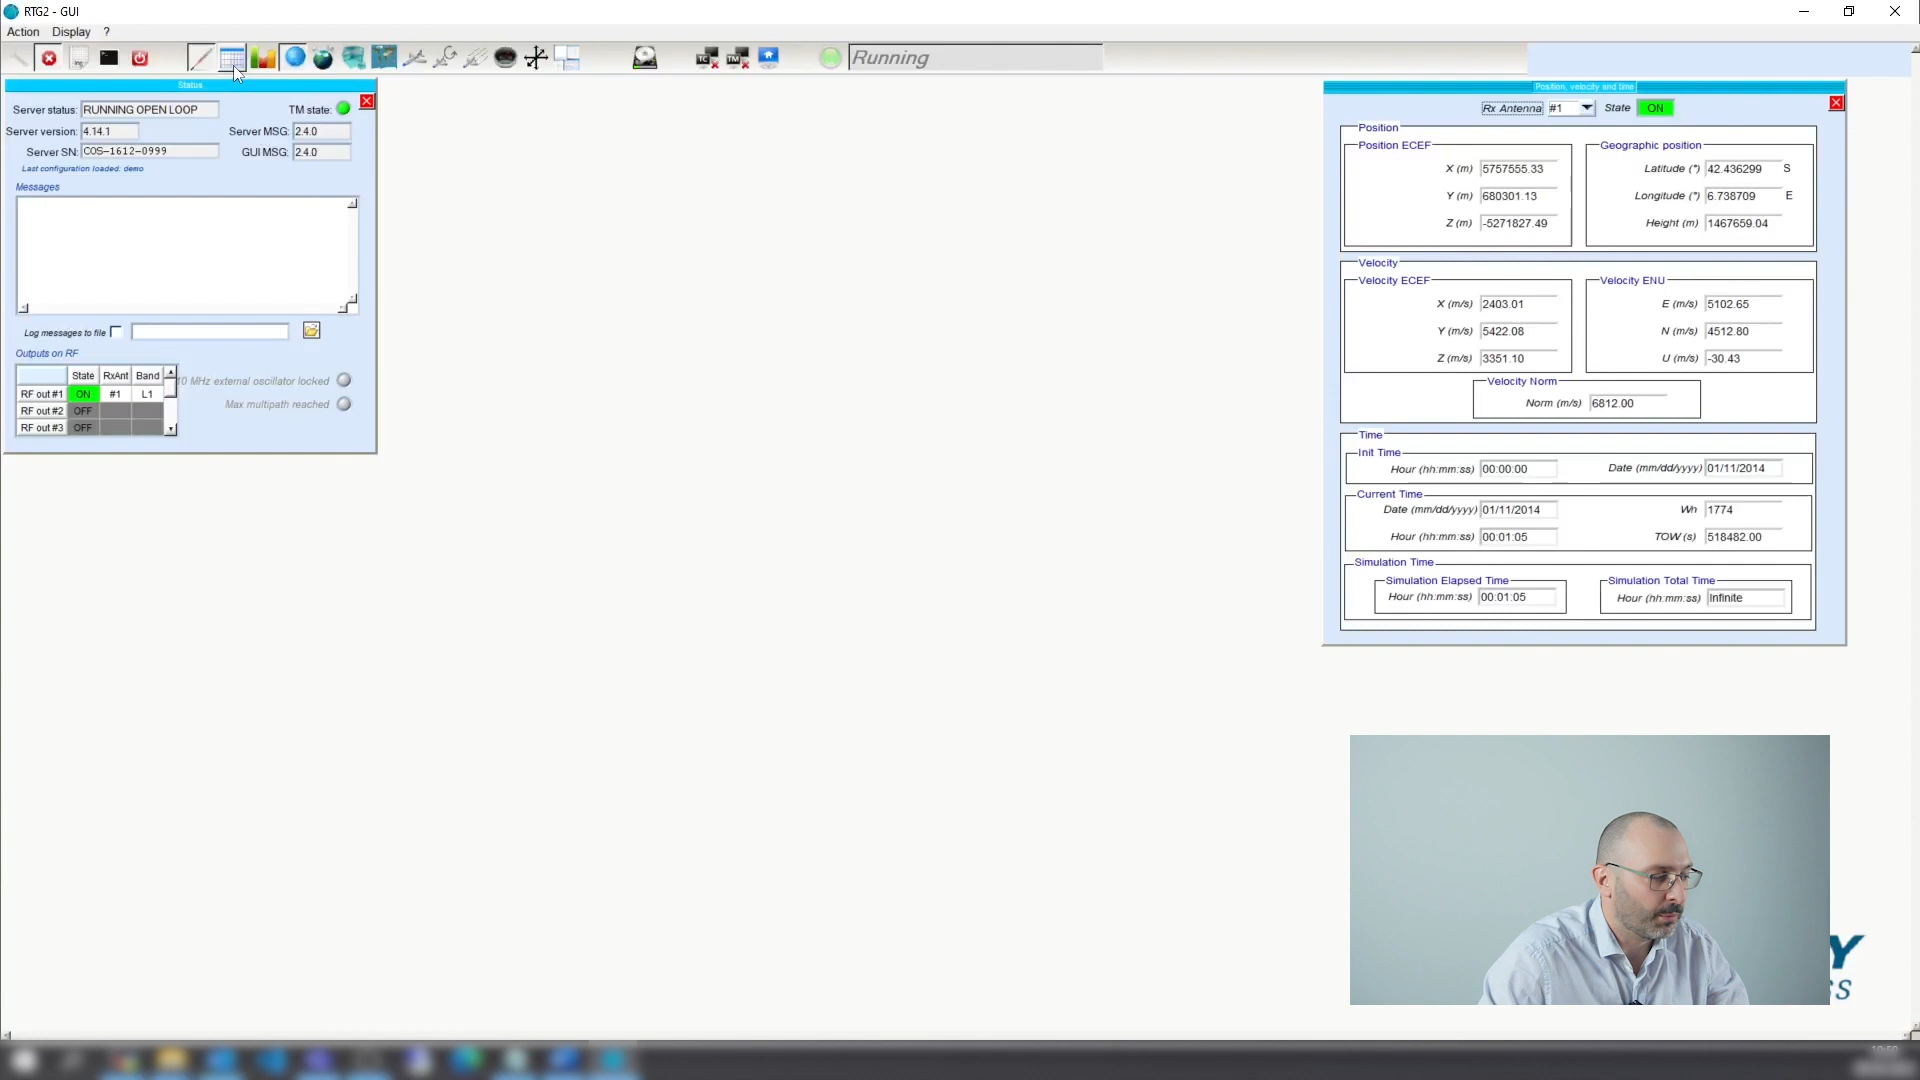 RTG2 - GUI
Action Display ?
Running
Status
Server status: RUNNING OPEN LOOP TM state:
Server version: 4.14.1 Server MSG: 2.4.0
Server SN: COS-1612-0999 GUI MSG: 2.4.0
Last configuration loaded: demo
Messages
Log messages to file
Outputs on RF
State RxAnt Band
RF out #1 ON #1 L1
RF out #2 OFF
RF out #3 OFF
10 MHz external oscillator locked
Max multipath reached
Position, velocity and time
Rx Antenna #1 State ON
Position
Position ECEF
X (m) 5757555.33
Y (m) 680301.13
Z (m) -5271827.49
Geographic position
Latitude (°) 42.436299 S
Longitude (°) 6.738709 E
Height (m) 1467659.04
Velocity
Velocity ECEF
X (m/s) 2403.01
Y (m/s) 5422.08
Z (m/s) 3351.10
Velocity ENU
E (m/s) 5102.65
N (m/s) 4512.80
U (m/s) -30.43
Velocity Norm
Norm (m/s) 6812.00
Time
Init Time
Hour (hh:mm:ss) 00:00:00 Date (mm/dd/yyyy) 01/11/2014
Current Time
Date (mm/dd/yyyy) 01/11/2014 Wn 1774
Hour (hh:mm:ss) 00:01:05 TOW (s) 518482.00
Simulation Time
Simulation Elapsed Time
Hour (hh:mm:ss) 00:01:05
Simulation Total Time
Hour (hh:mm:ss) Infinite
Y
S